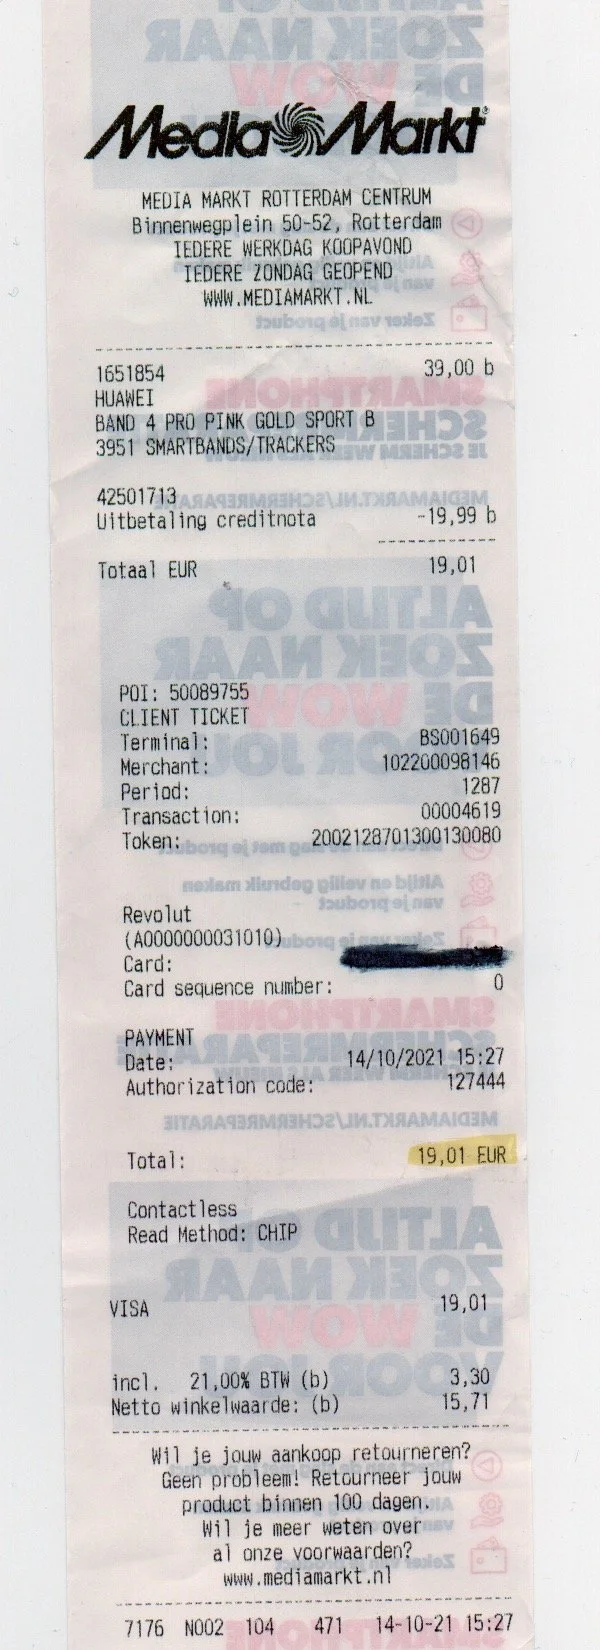 Media Markt
MEDIA MARKT ROTTERDAM CENTRUM
Binnenwegplein 50-52, Rotterdam
IEDERE WERKDAG KOOPAVOND
IEDERE ZONDAG GEOPEND
WWW.MEDIAMARKT.NL
1651854 39,00 b
HUAWEI
BAND 4 PRO PINK GOLD SPORT B
3951 SMARTBANDS/TRACKERS
42501713
Uitbetaling creditnota -19,99 b
Totaal EUR 19,01
POI: 50089755
CLIENT TICKET
Terminal: BS001649
Merchant: 102200098146
Period: 1287
Transaction: 00004619
Token: 2002128701300130080
Revolut
(A0000000031010)
Card:
Card sequence number: 0
PAYMENT
Date: 14/10/2021 15:27
Authorization code: 127444
Total: 19,01 EUR
Contactless
Read Method: CHIP
VISA 19,01
incl. 21,00% BTW (b) 3,30
Netto winkelwaarde: (b) 15,71
Wil je jouw aankoop retourneren?
Geen probleem! Retourneer jouw
product binnen 100 dagen.
Wil je meer weten over
al onze voorwaarden?
www.mediamarkt.nl
7176 N002 104 471 14-10-21 15:27